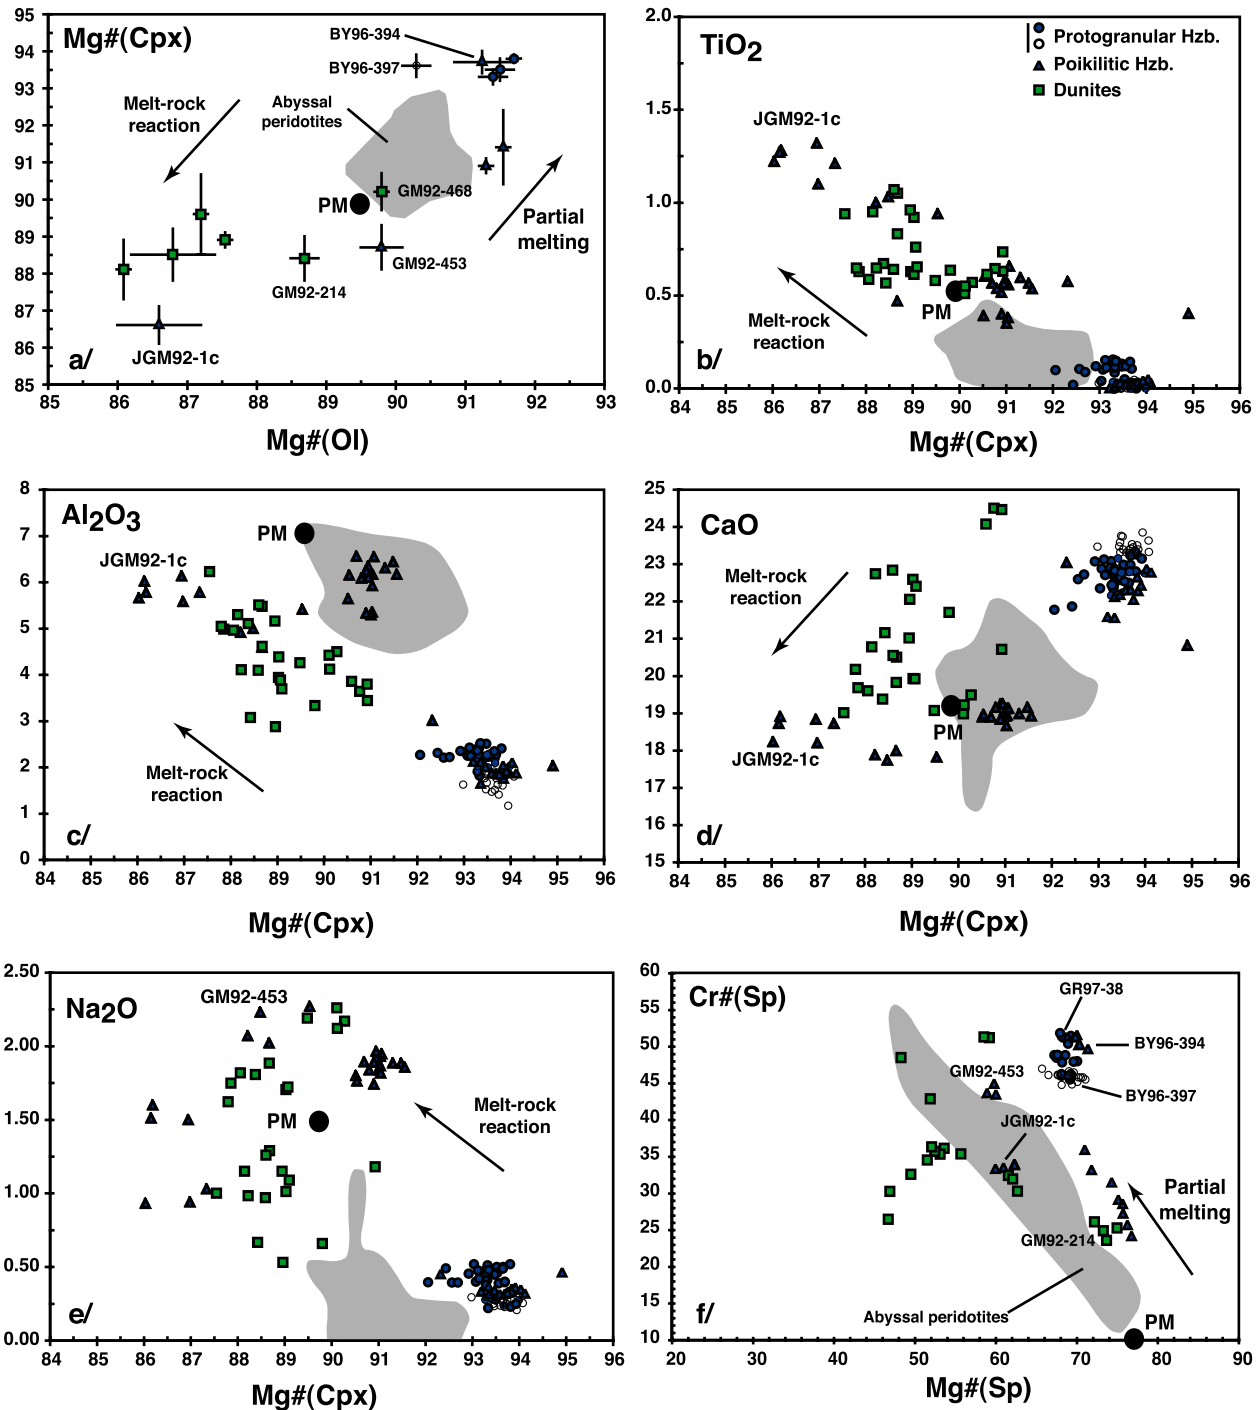 Mg#(Cpx)
BY96-394
BY96-397
Melt-rock
reaction
Abyssal
peridotites
GM92-468
PM
Partial
melting
GM92-453
GM92-214
JGM92-1c
a/
95
94
93
92
91
90
89
88
87
86
85
85 86 87 88 89 90 91 92 93
Mg#(Ol)
TiO2
Protogranular Hzb.
Poikilitic Hzb.
Dunites
JGM92-1c
PM
Melt-rock
reaction
b/
2.0
1.5
1.0
0.5
0.0
84 85 86 87 88 89 90 91 92 93 94 95 96
Mg#(Cpx)
Al2O3
PM
JGM92-1c
Melt-rock
reaction
c/
8
7
6
5
4
3
2
1
0
84 85 86 87 88 89 90 91 92 93 94 95 96
Mg#(Cpx)
CaO
Melt-rock
reaction
PM
JGM92-1c
d/
25
24
23
22
21
20
19
18
17
16
15
84 85 86 87 88 89 90 91 92 93 94 95 96
Mg#(Cpx)
Na2O
GM92-453
PM
Melt-rock
reaction
e/
2.50
2.00
1.50
1.00
0.50
0.00
84 85 86 87 88 89 90 91 92 93 94 95 96
Mg#(Cpx)
Cr#(Sp)
GR97-38
BY96-394
GM92-453
BY96-397
JGM92-1c
Partial
melting
GM92-214
Abyssal peridotites
PM
f/
60
55
50
45
40
35
30
25
20
15
10
20 30 40 50 60 70 80 90
Mg#(Sp)